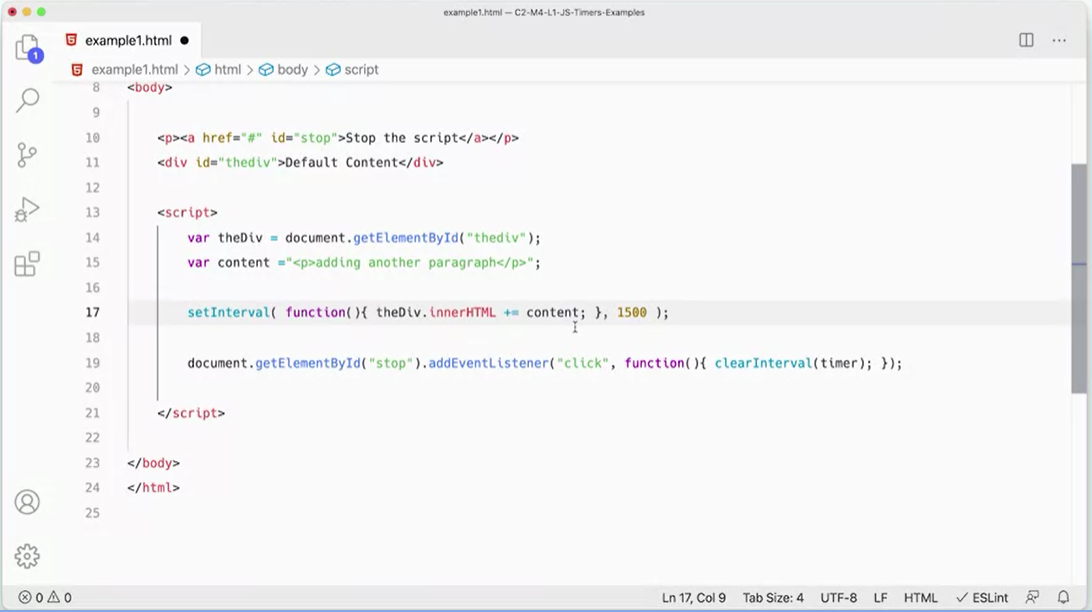 example1.html — C2-M4-L1-JS-Timers-Examples
example1.html
1
example1.html > html > body > script
8 <body>
9
10 <p><a href="#" id="stop">Stop the script</a></p>
11 <div id="thediv">Default Content</div>
12
13 <script>
14 var theDiv = document.getElementById("thediv");
15 var content ="<p>adding another paragraph</p>";
16
17 setInterval( function(){ theDiv.innerHTML += content; }, 1500 );
18
19 document.getElementById("stop").addEventListener("click", function(){ clearInterval(timer); });
20
21 </script>
22
23 </body>
24 </html>
25
0 0 Ln 17, Col 9 Tab Size: 4 UTF-8 LF HTML ESLint